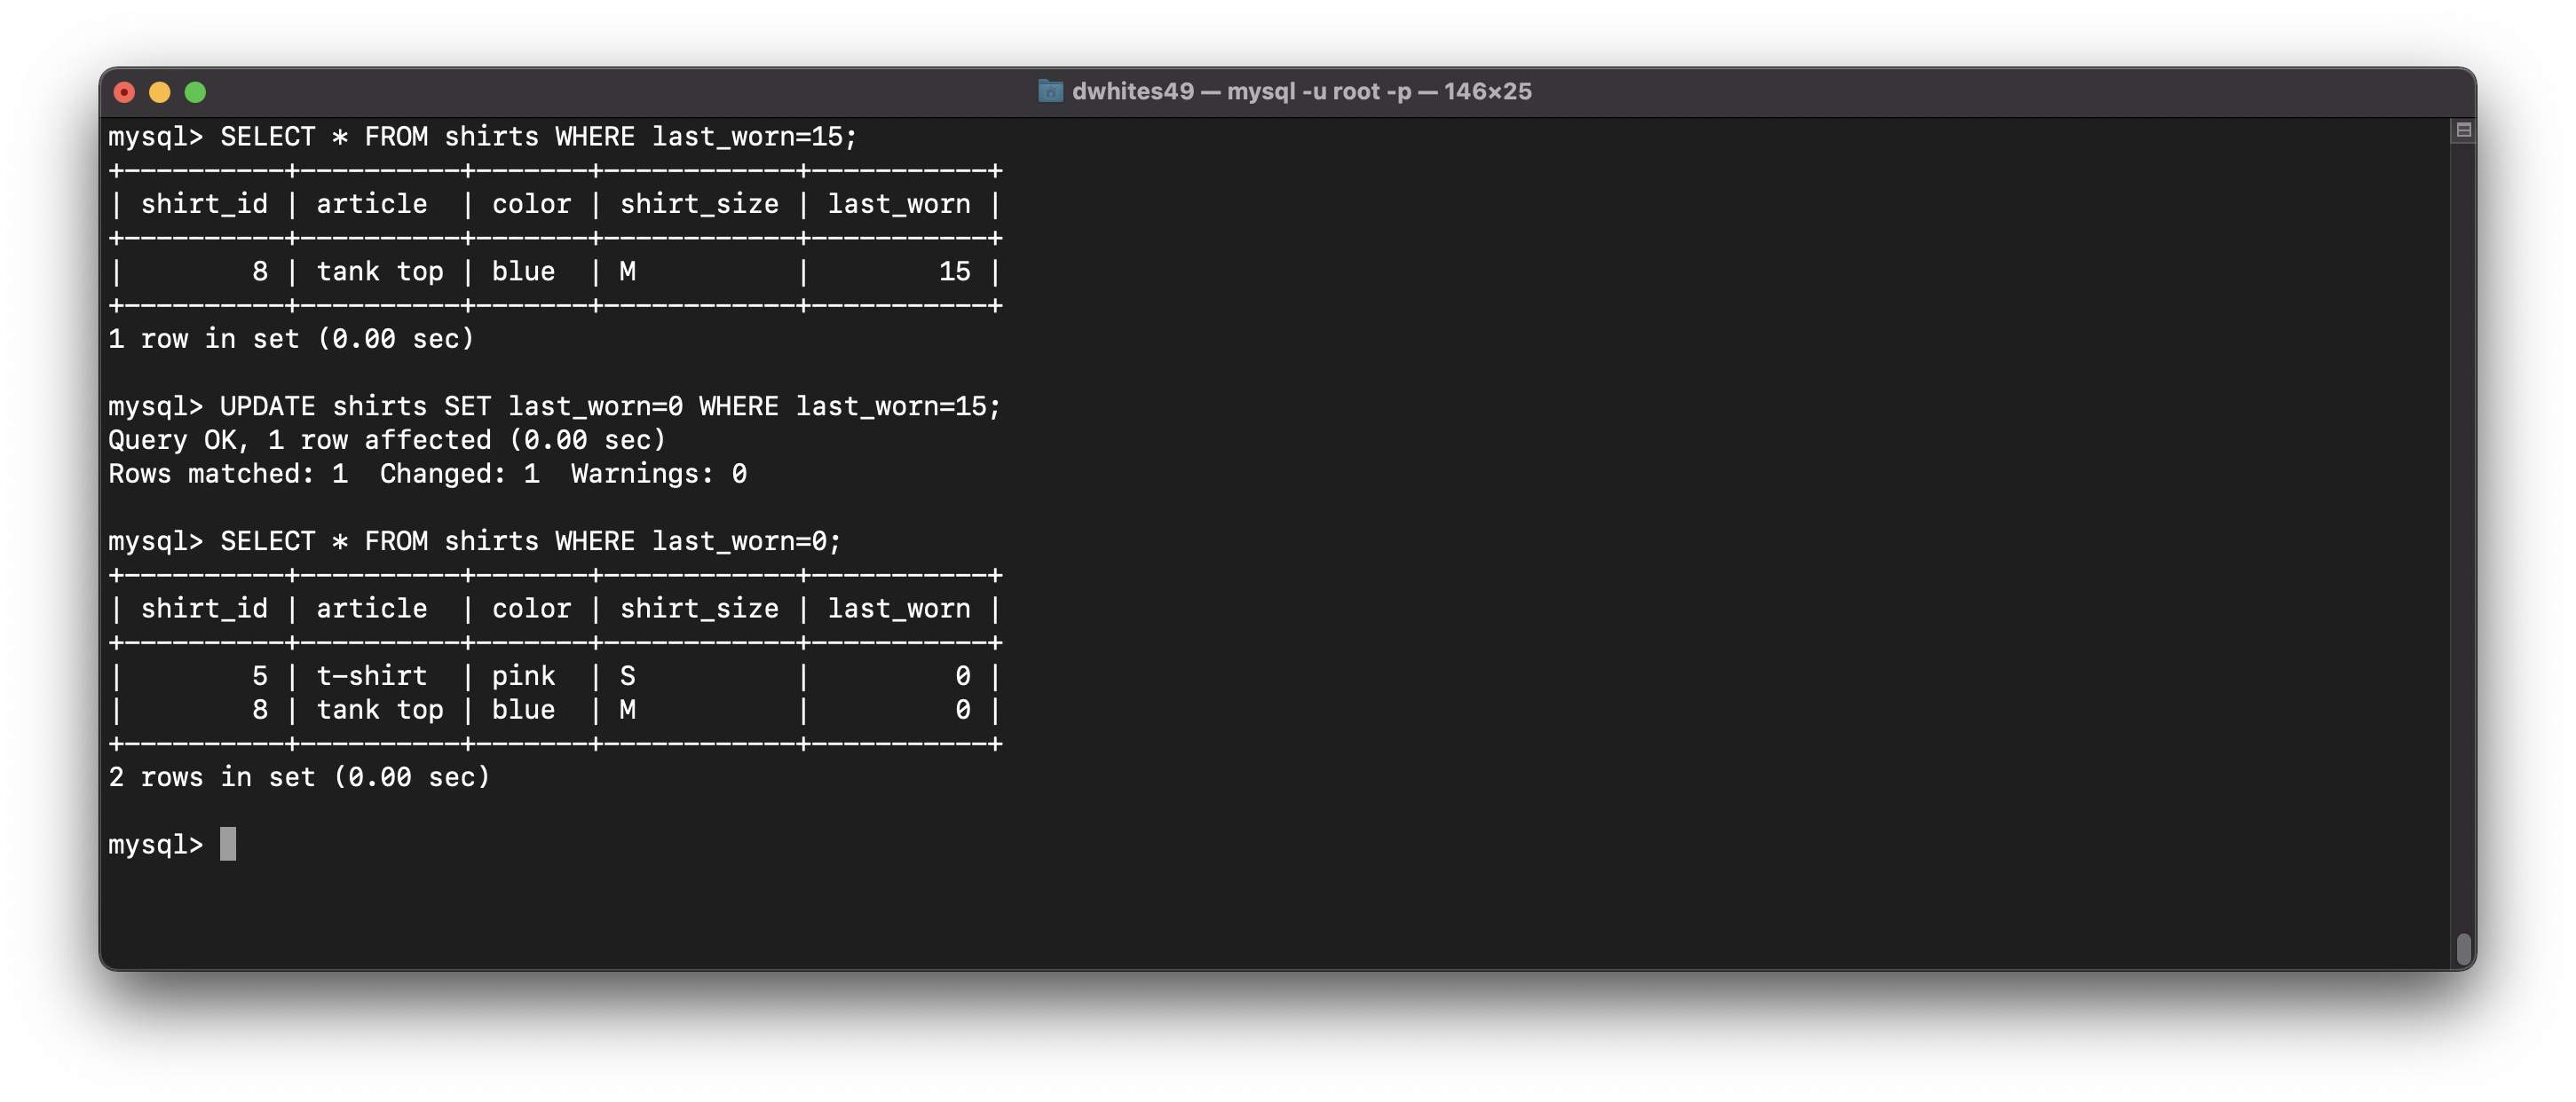 dwhites49 — mysql -u root -p — 146×25
mysql> SELECT * FROM shirts WHERE last_worn=15;
+----------+----------+-------+------------+-----------+
| shirt_id | article  | color | shirt_size | last_worn |
+----------+----------+-------+------------+-----------+
|        8 | tank top | blue  | M          |        15 |
+----------+----------+-------+------------+-----------+
1 row in set (0.00 sec)
mysql> UPDATE shirts SET last_worn=0 WHERE last_worn=15;
Query OK, 1 row affected (0.00 sec)
Rows matched: 1  Changed: 1  Warnings: 0
mysql> SELECT * FROM shirts WHERE last_worn=0;
+----------+----------+-------+------------+-----------+
| shirt_id | article  | color | shirt_size | last_worn |
+----------+----------+-------+------------+-----------+
|        5 | t-shirt  | pink  | S          |         0 |
|        8 | tank top | blue  | M          |         0 |
+----------+----------+-------+------------+-----------+
2 rows in set (0.00 sec)
mysql>